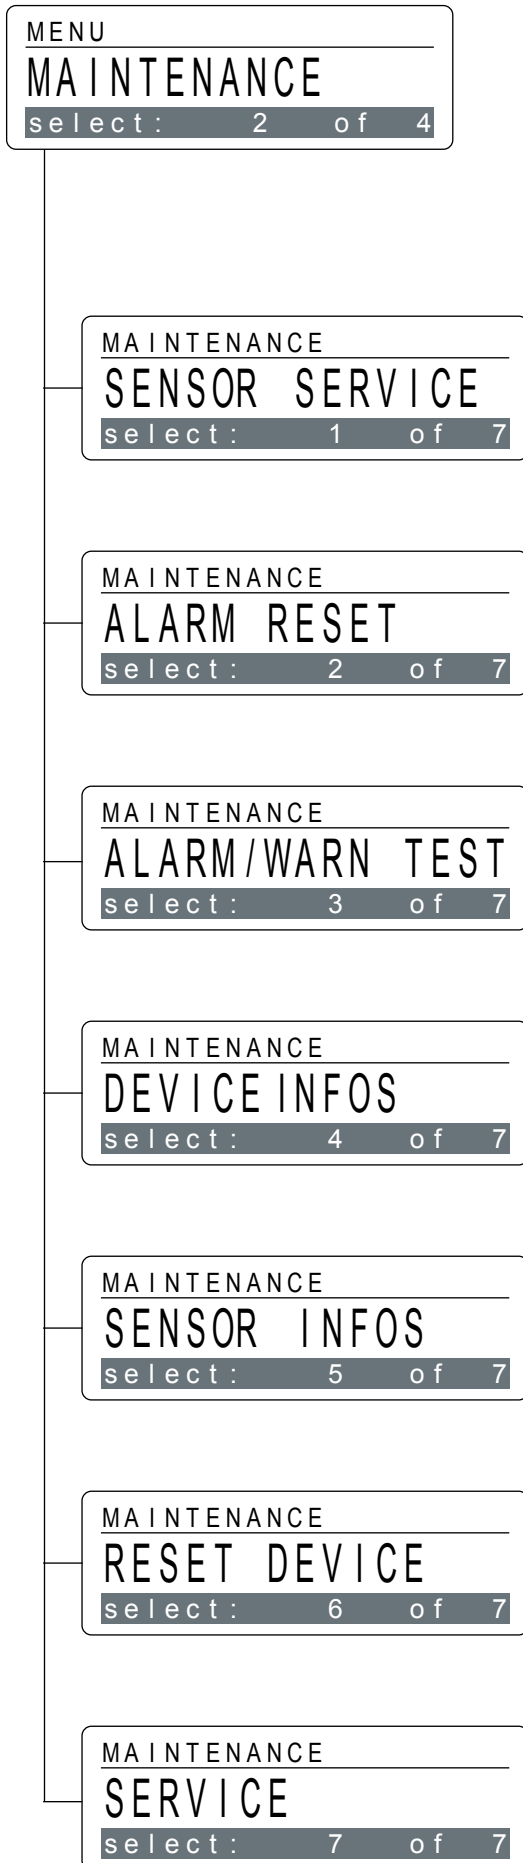 MENU
MAINTENANCE
select: 2 of 4
MAINTENANCE
SENSOR SERVICE
select: 1 of 7
MAINTENANCE
ALARM RESET
select: 2 of 7
MAINTENANCE
ALARM/WARN TEST
select: 3 of 7
MAINTENANCE
DEVICE INFOS
select: 4 of 7
MAINTENANCE
SENSOR INFOS
select: 5 of 7
MAINTENANCE
RESET DEVICE
select: 6 of 7
MAINTENANCE
SERVICE
select: 7 of 7